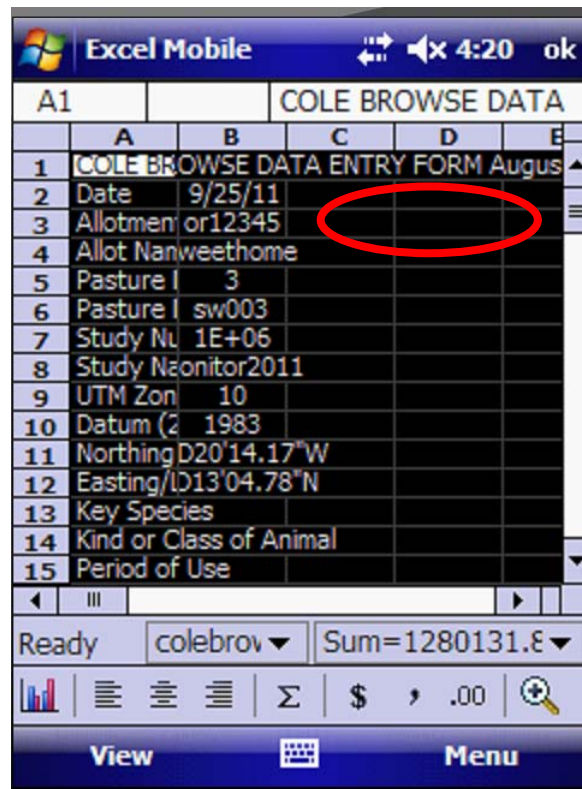 Excel Mobile 4:20 ok
A1 COLE BROWSE DATA
A B C D E
1 COLE BROWSE DATA ENTRY FORM Augus
2 Date 9/25/11
3 Allotmen or12345
4 Allot Nam weethome
5 Pasture 3
6 Pasture sw003
7 Study Nu 1E+06
8 Study Na onitor2011
9 UTM Zon 10
10 Datum (2 1983
11 Northing D20'14.17"W
12 Easting/ D13'04.78"N
13 Key Species
14 Kind or Class of Animal
15 Period of Use
Ready colebrov Sum=1280131.8
Σ $ , .00
View Menu